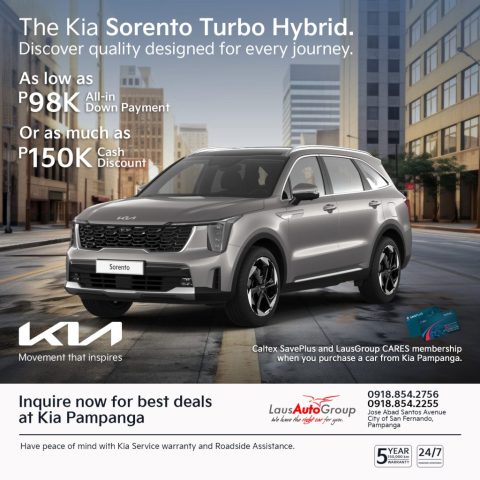 The Kia Sorento Turbo Hybrid.
Discover quality designed for every journey.
As low as
₱98K All-in
Down Payment
Or as much as
₱150K Cash
Discount
KIA
Sorento
KIA
Movement that inspires
Caltex SavePlus and LausGroup CARES membership
when you purchase a car from Kia Pampanga.
Inquire now for best deals
at Kia Pampanga
LausAutoGroup
We have the right car for you.
0918.854.2756
0918.854.2255
Jose Abad Santos Avenue
City of San Fernando,
Pampanga
Have peace of mind with Kia Service warranty and Roadside Assistance.
5 YEAR
WARRANTY
24/7